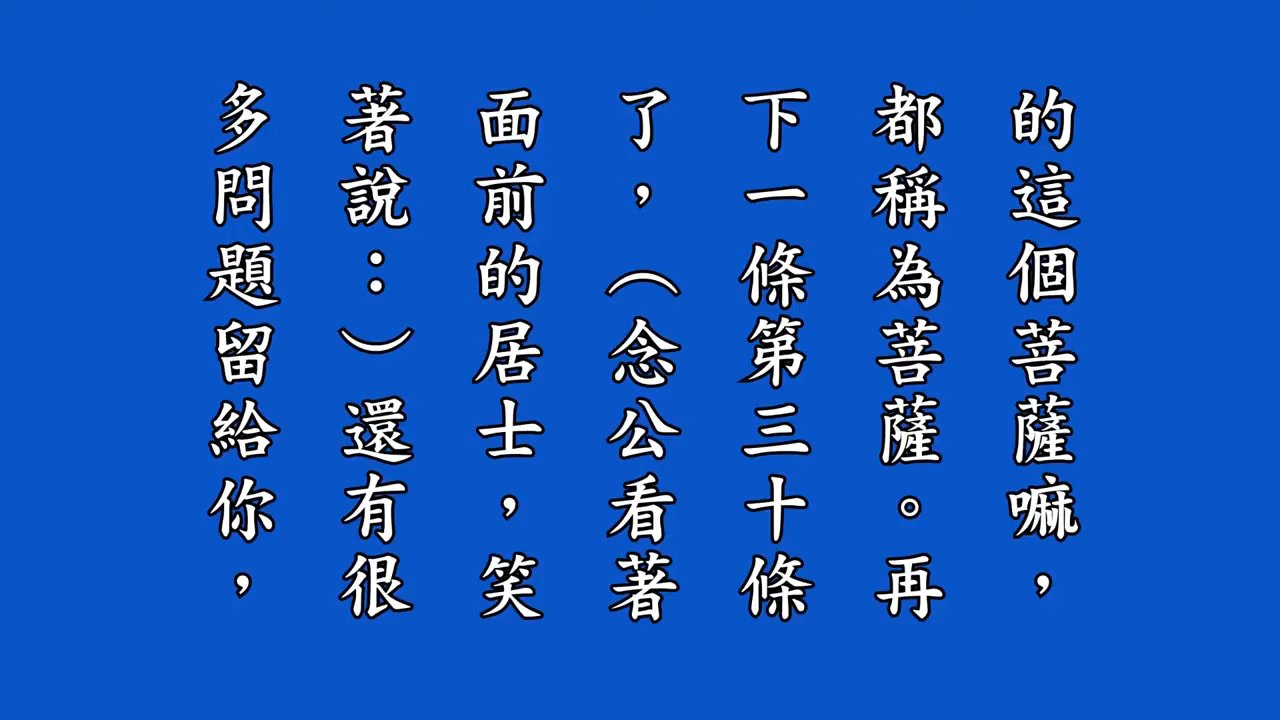 的這個菩薩嘛，
都稱為菩薩。再
下一條第三十條
了，（念公看著
面前的居士，笑
著說：）還有很
多問題留給你，